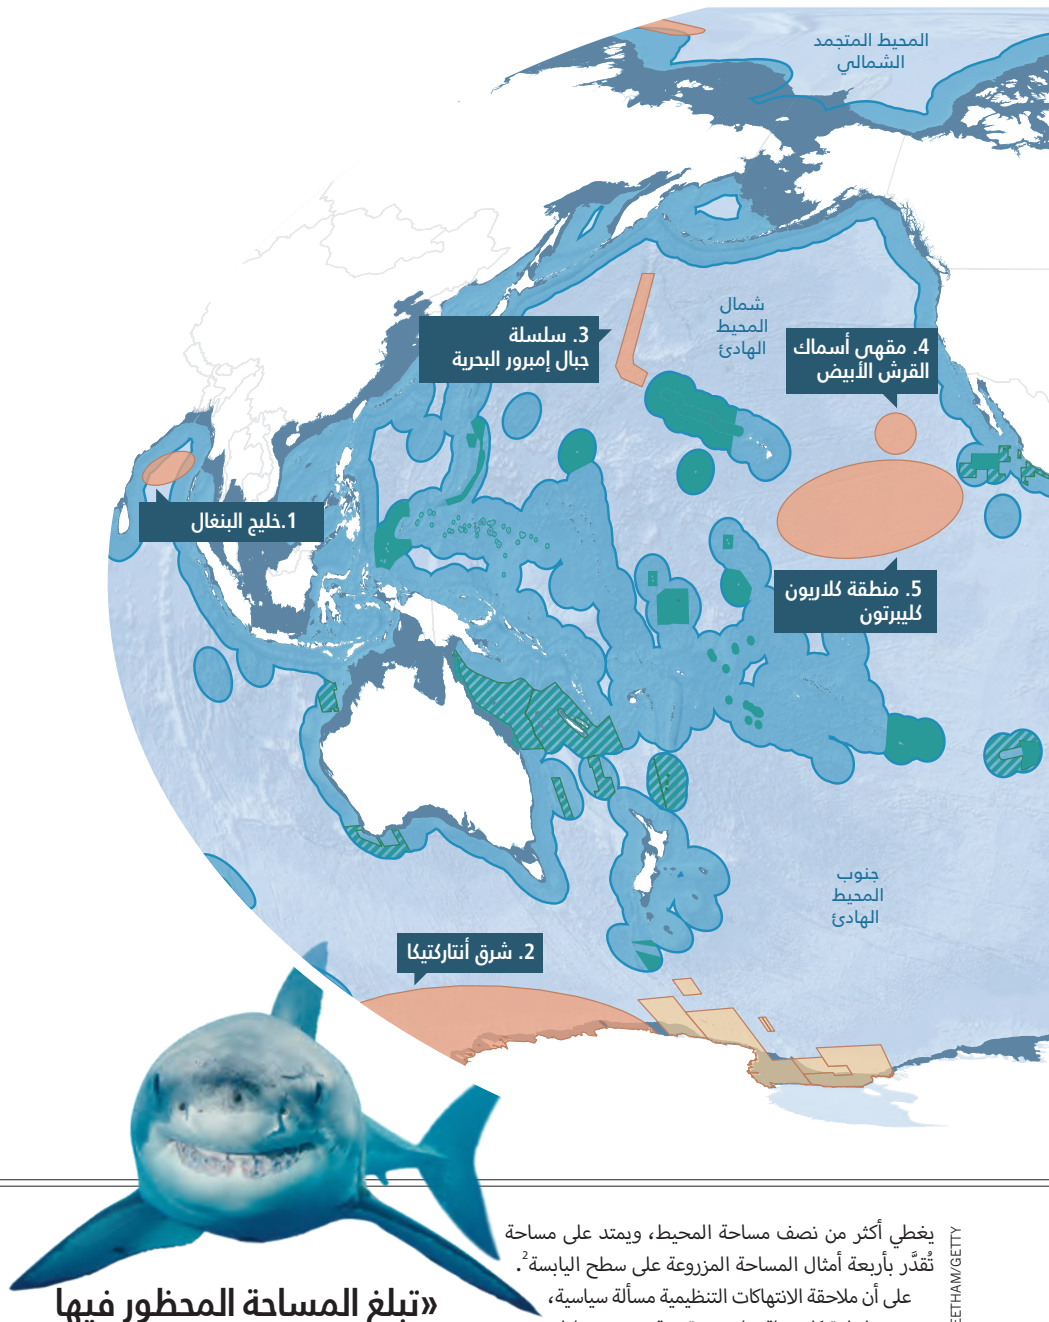 المحيط المتجمد
الشمالي
شمال
المحيط
الهادئ
3. سلسلة
جبال إمبرور البحرية
4. مقهى أسماك
القرش الأبيض
1.خليج البنغال
5. منطقة كلاريون
كليبرتون
جنوب
المحيط
الهادئ
2. شرق أنتاركتيكا
يغطي أكثر من نصف مساحة المحيط، ويمتد على مساحة
تُقدَّر بأربعة أمثال المساحة المزروعة على سطح اليابسة2.
على أن ملاحقة الانتهاكات التنظيمية مسألة سياسية،
«تبلغ المساحة المحظور فيها
EETHAM/GETTY